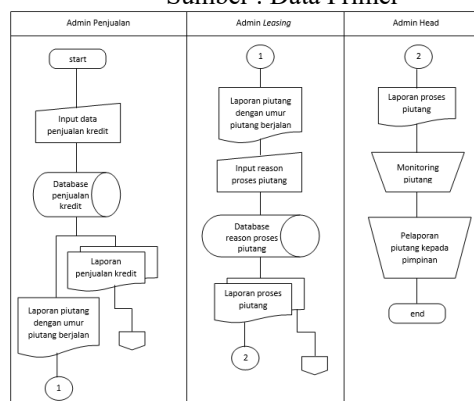 Sumber : Data Primer
Admin Penjualan
start
Input data
penjualan kredit
Database
penjualan
kredit
Laporan
penjualan kredit
Laporan piutang
dengan umur
piutang berjalan
1
Admin Leasing
1
Laporan piutang
dengan umur
piutang berjalan
Input reason
proses piutang
Database
reason proses
piutang
Laporan proses
piutang
2
Admin Head
2
Laporan proses
piutang
Monitoring
piutang
Pelaporan
piutang kepada
pimpinan
end